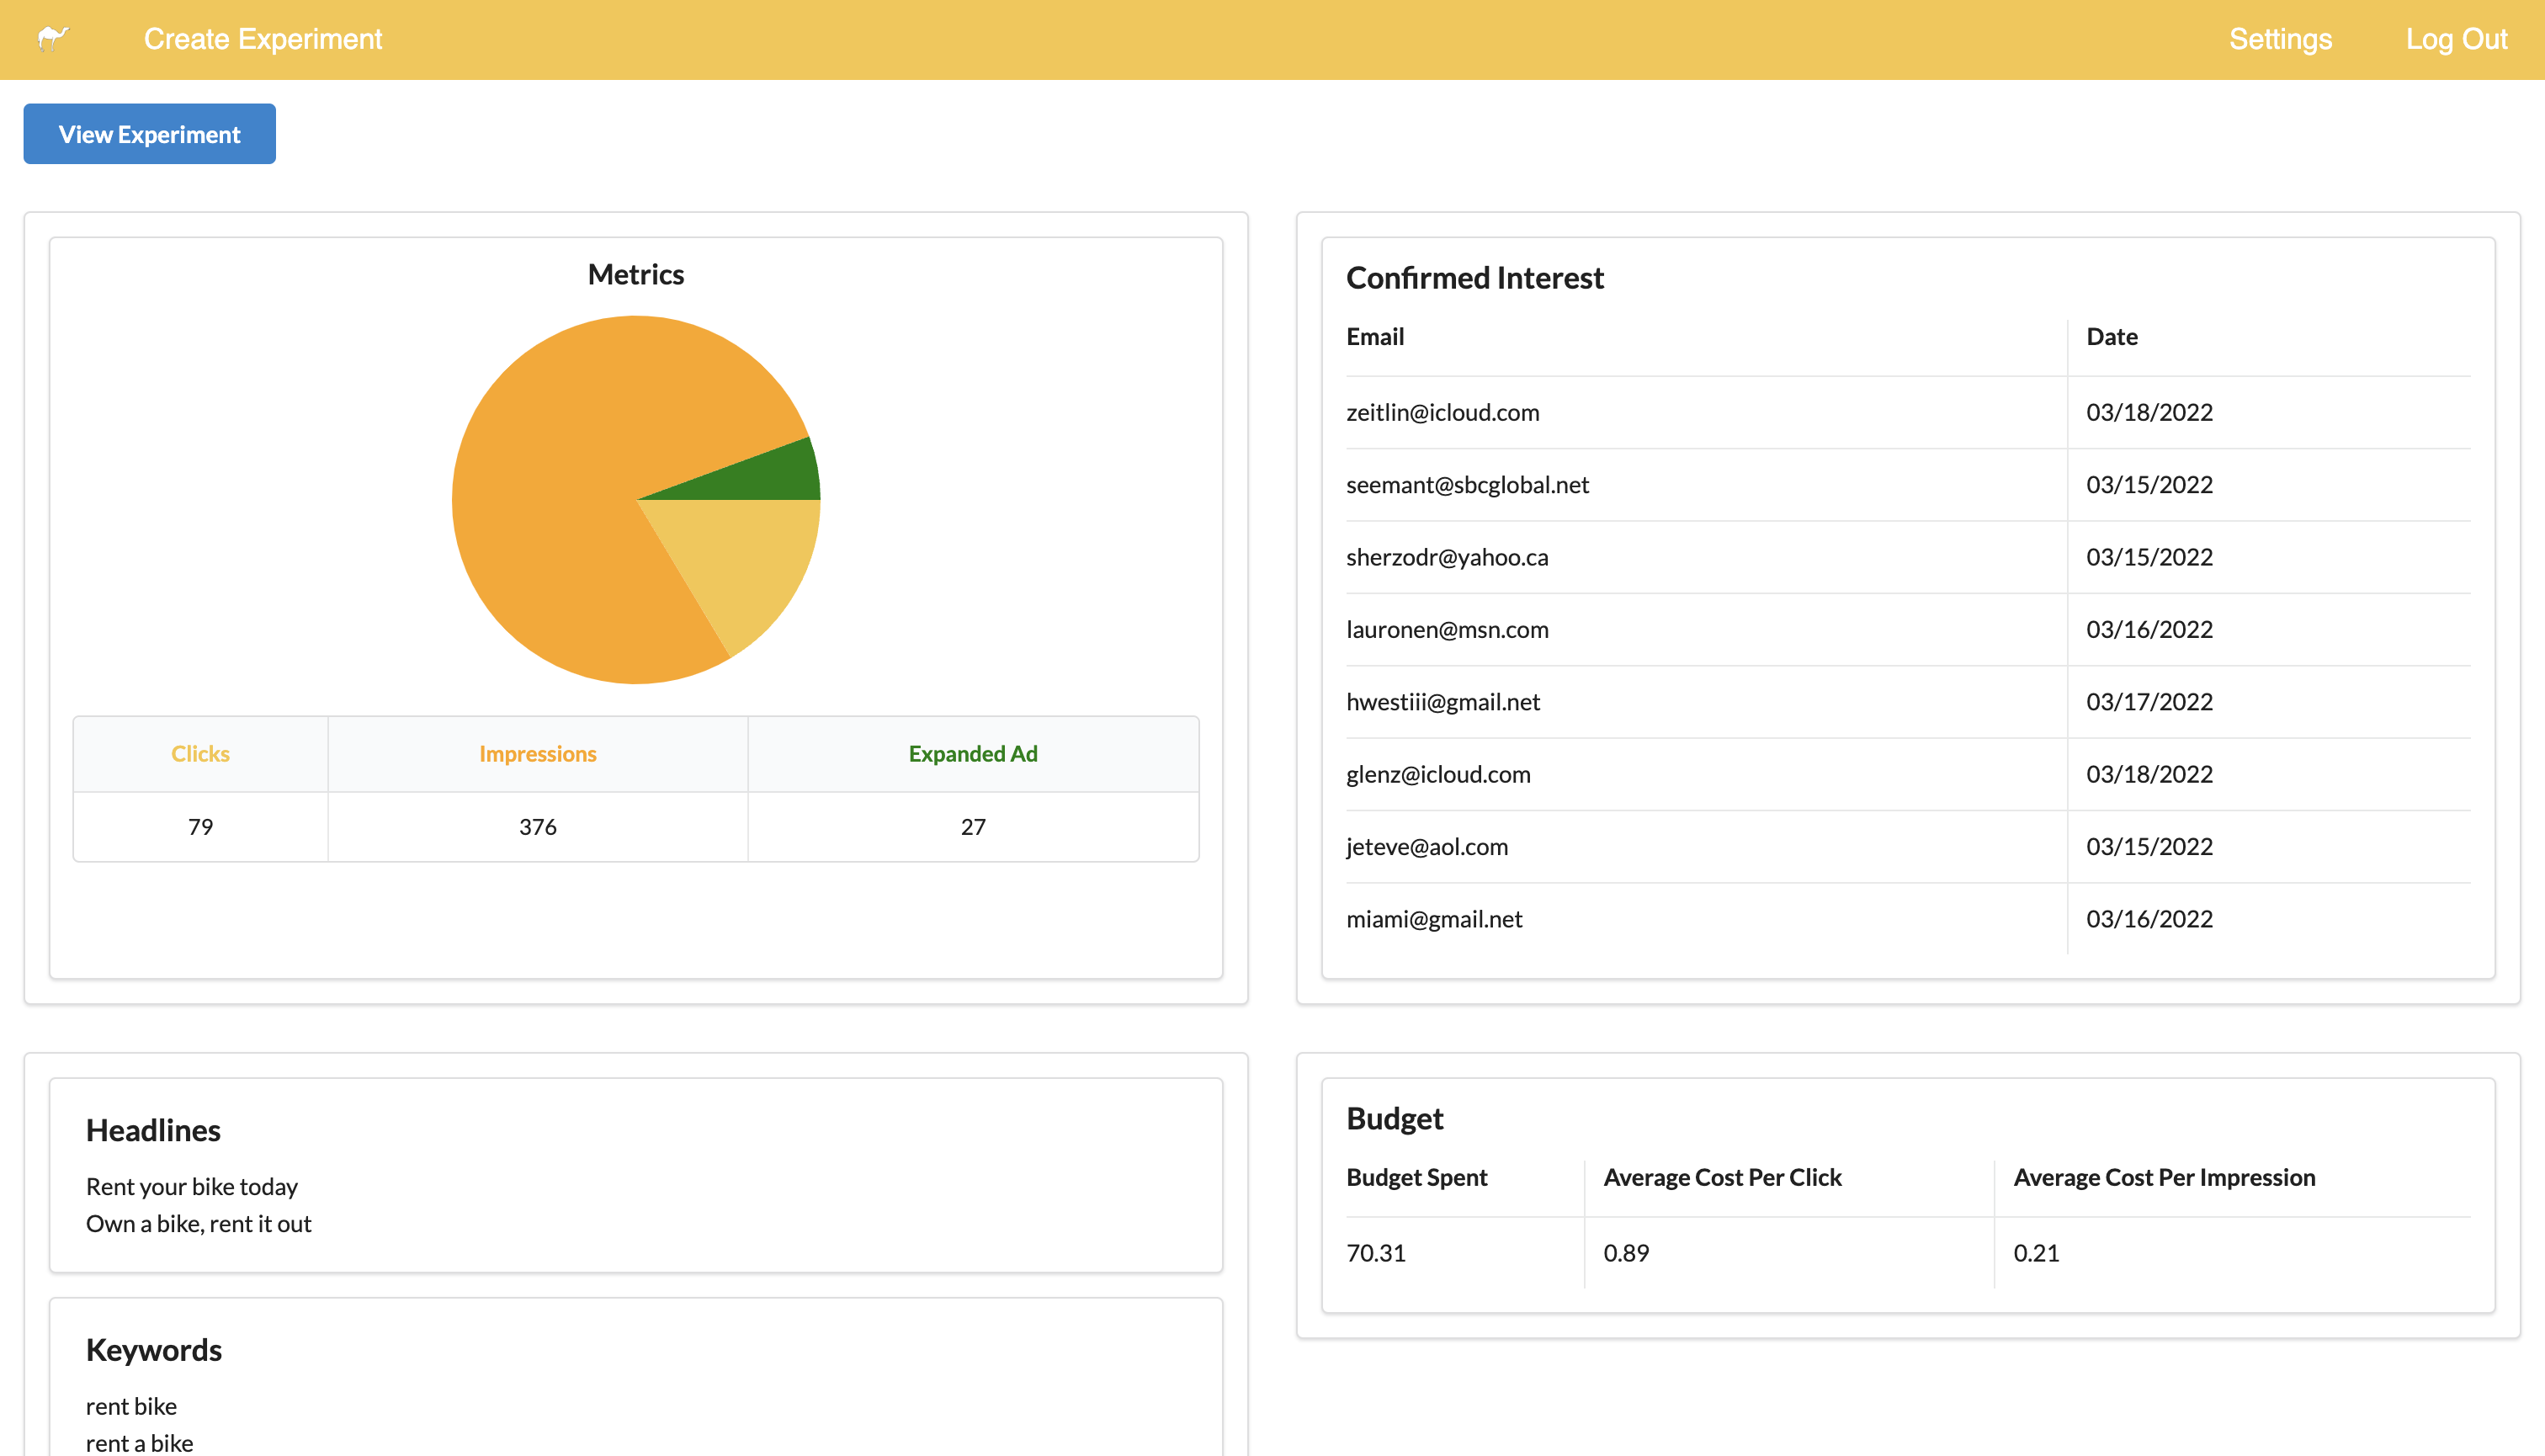 Create Experiment
Settings
Log Out
View Experiment
Metrics
Clicks Impressions Expanded Ad
79 376 27
Confirmed Interest
Email Date
zeitlin@icloud.com 03/18/2022
seemant@sbcglobal.net 03/15/2022
sherzodr@yahoo.ca 03/15/2022
lauronen@msn.com 03/16/2022
hwestiii@gmail.net 03/17/2022
glenz@icloud.com 03/18/2022
jeteve@aol.com 03/15/2022
miami@gmail.net 03/16/2022
Headlines
Rent your bike today
Own a bike, rent it out
Keywords
rent bike
rent a bike
Budget
Budget Spent Average Cost Per Click Average Cost Per Impression
70.31 0.89 0.21